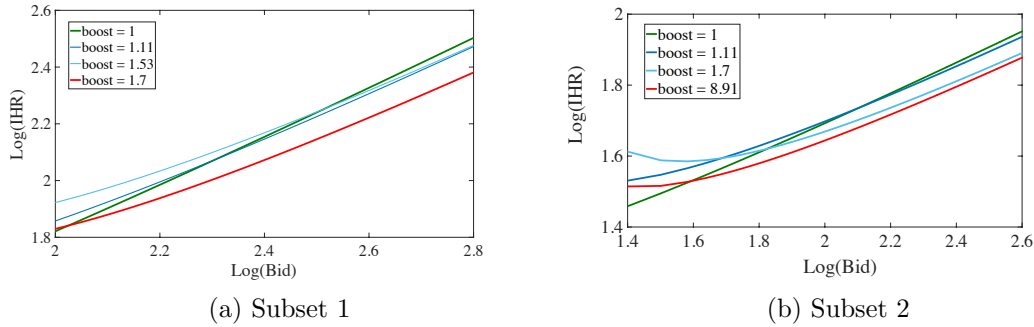 boost = 1
boost = 1.11
boost = 1.53
boost = 1.7
Log(IHR)
2.6
2.4
2.2
2
1.8
2 2.2 2.4 2.6 2.8
Log(Bid)
(a) Subset 1
boost = 1
boost = 1.11
boost = 1.7
boost = 8.91
Log(IHR)
2
1.8
1.6
1.4
1.4 1.6 1.8 2 2.2 2.4 2.6
Log(Bid)
(b) Subset 2